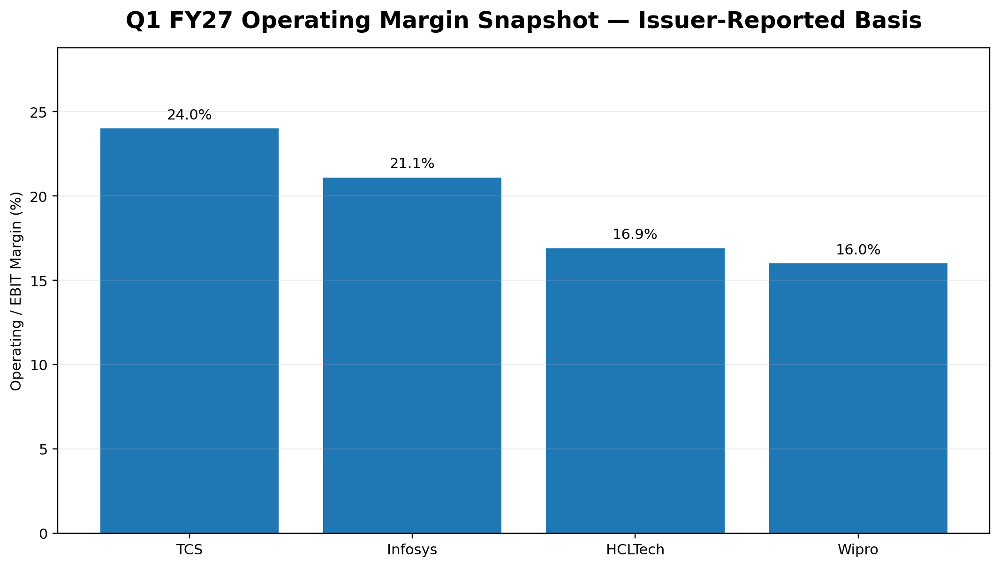 Q1 FY27 Operating Margin Snapshot — Issuer-Reported Basis
Operating / EBIT Margin (%)
25
20
15
10
5
0
24.0%
21.1%
16.9%
16.0%
TCS
Infosys
HCLTech
Wipro